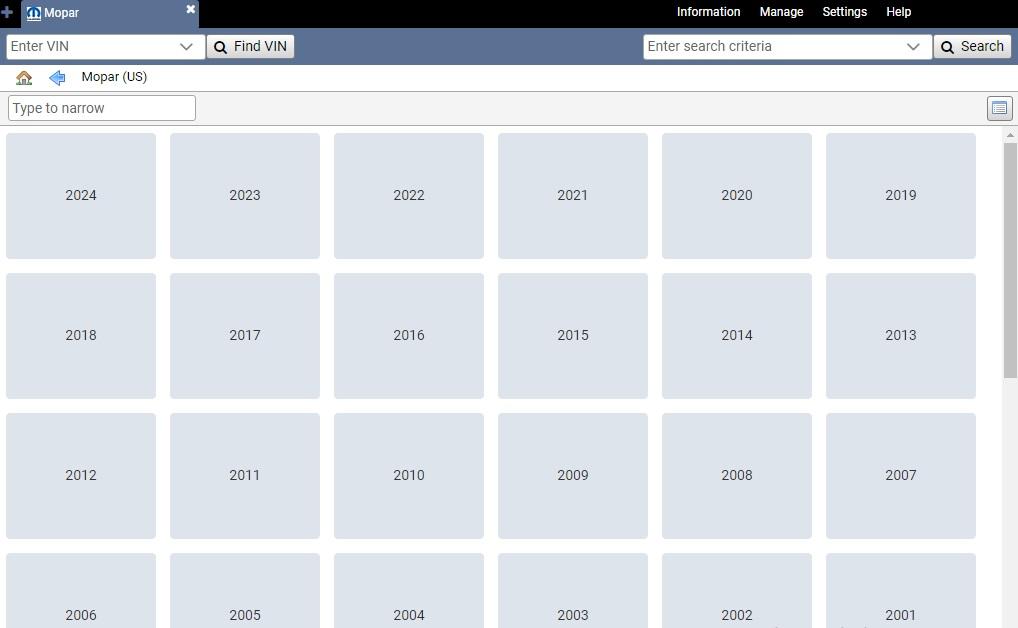 Mopar
Information Manage Settings Help
Enter VIN Find VIN Enter search criteria Search
Mopar (US)
Type to narrow
2024 2023 2022 2021 2020 2019
2018 2017 2016 2015 2014 2013
2012 2011 2010 2009 2008 2007
2006 2005 2004 2003 2002 2001